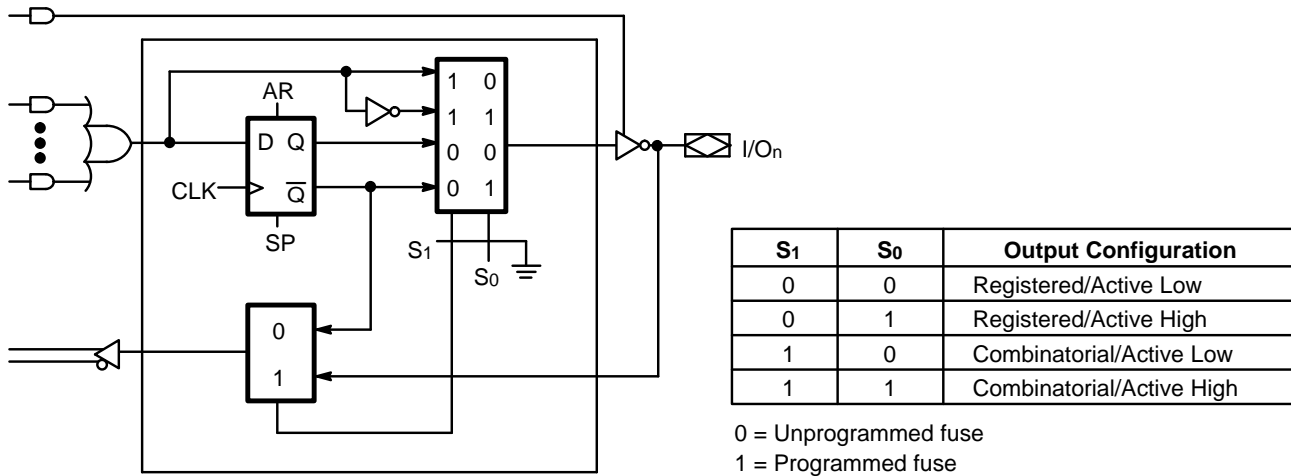 AR
1 0
1 1
D Q
0 0
I/On
CLK
Q
0 1
SP
S1
S0
0
1
S1 S0 Output Configuration
0 0 Registered/Active Low
0 1 Registered/Active High
1 0 Combinatorial/Active Low
1 1 Combinatorial/Active High
0 = Unprogrammed fuse
1 = Programmed fuse